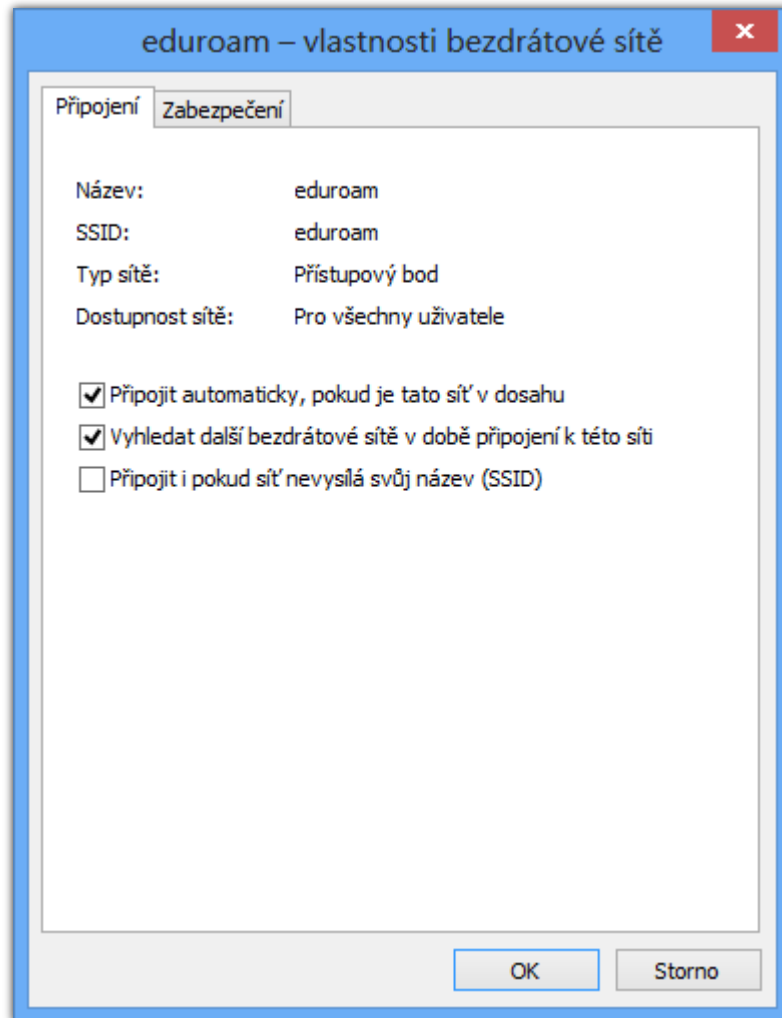 eduroam – vlastnosti bezdrátové sítě
Připojení Zabezpečení
Název: eduroam
SSID: eduroam
Typ sítě: Přístupový bod
Dostupnost sítě: Pro všechny uživatele
Připojit automaticky, pokud je tato síť v dosahu
Vyhledat další bezdrátové sítě v době připojení k této síti
Připojit i pokud síť nevysílá svůj název (SSID)
OK Storno